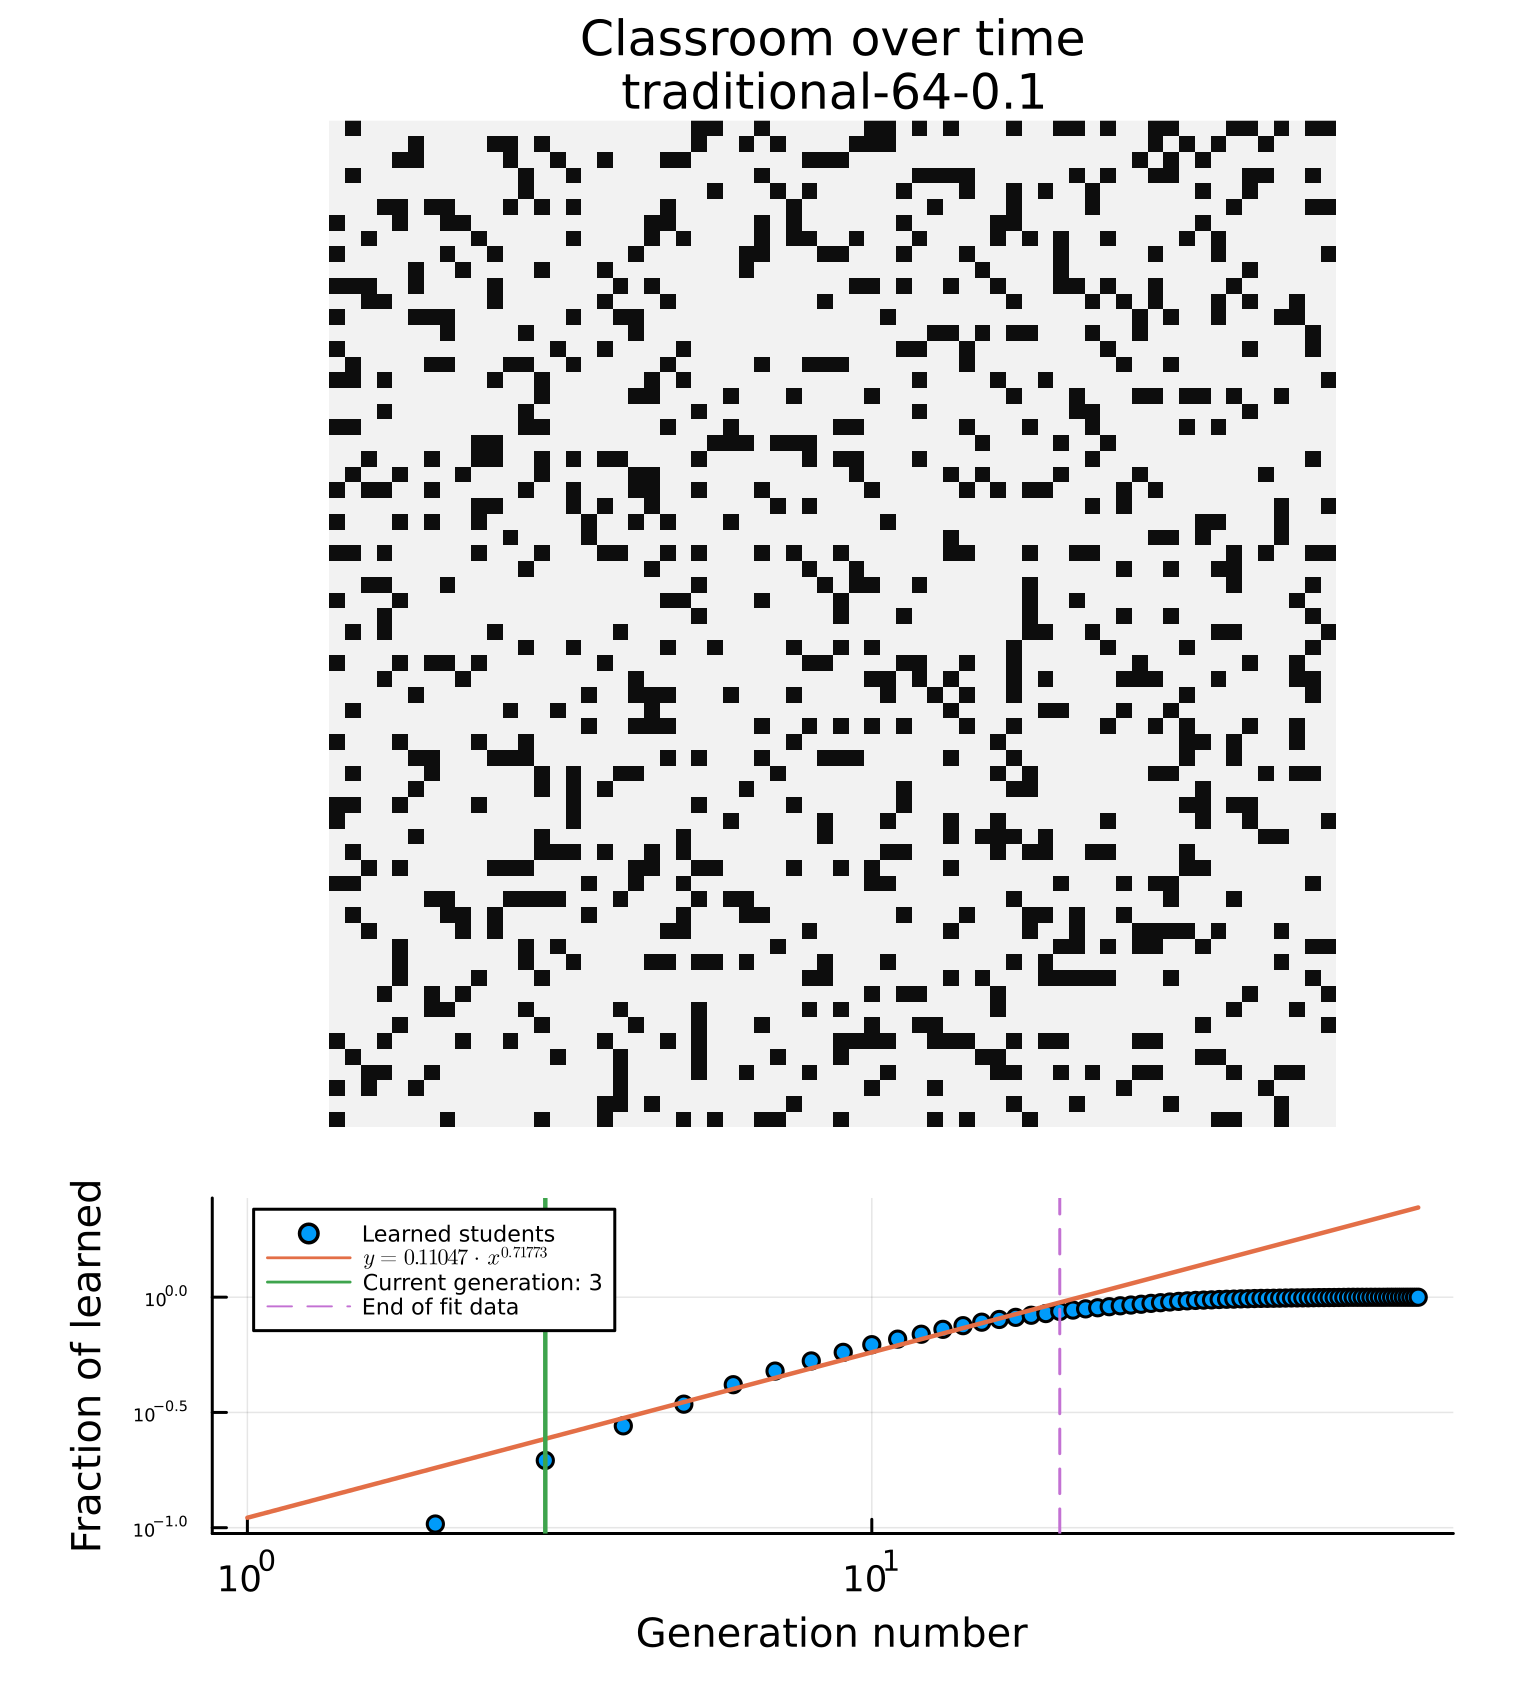 Classroom over time
traditional-64-0.1
Fraction of learned
Learned students
y = 0.11047 · x^0.71773
Current generation: 3
End of fit data
10^0.0
10^−0.5
10^−1.0
10^0
10^1
Generation number